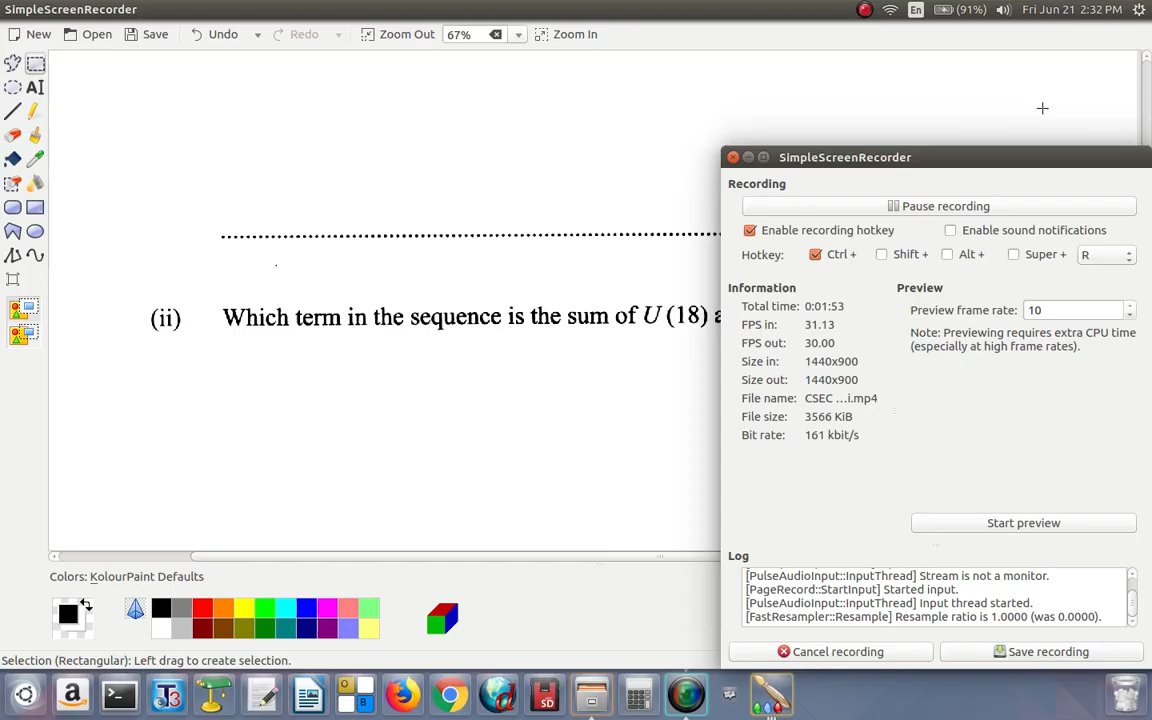 SimpleScreenRecorder
En (91%) Fri Jun 21 2:32 PM
New Open Save Undo Redo Zoom Out 67% Zoom In
AI
SimpleScreenRecorder
Recording
Pause recording
Enable recording hotkey Enable sound notifications
Hotkey: Ctrl + Shift + Alt + Super + R
Information Preview
Total time: 0:01:53
Preview frame rate: 10
FPS in: 31.13
FPS out: 30.00
Note: Previewing requires extra CPU time
(especially at high frame rates).
Size in: 1440x900
Size out: 1440x900
File name: CSEC ...i.mp4
File size: 3566 KiB
Bit rate: 161 kbit/s
(ii) Which term in the sequence is the sum of U (18) a
Start preview
Log
[PulseAudioInput::InputThread] Stream is not a monitor.
[PageRecord::StartInput] Started input.
[PulseAudioInput::InputThread] Input thread started.
[FastResampler::Resample] Resample ratio is 1.0000 (was 0.0000).
Cancel recording Save recording
Colors: KolourPaint Defaults
Selection (Rectangular): Left drag to create selection.